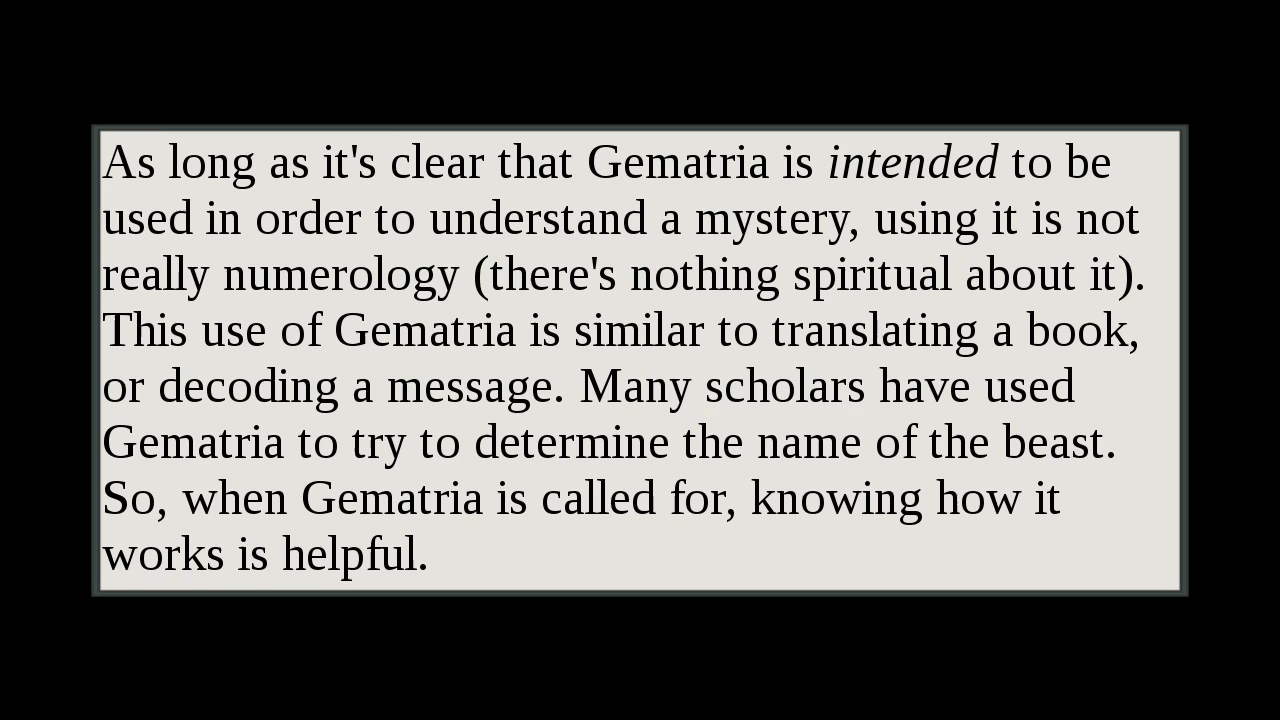 As long as it's clear that Gematria is intended to be
used in order to understand a mystery, using it is not
really numerology (there's nothing spiritual about it).
This use of Gematria is similar to translating a book,
or decoding a message. Many scholars have used
Gematria to try to determine the name of the beast.
So, when Gematria is called for, knowing how it
works is helpful.